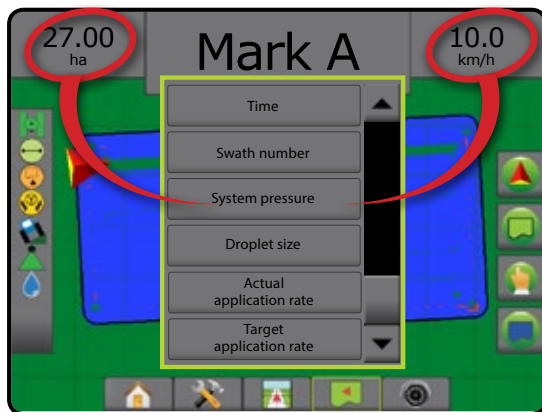 27.00
ha
Mark A
10.0
km/h
Time
Swath number
System pressure
Droplet size
Actual
application rate
Target
application rate